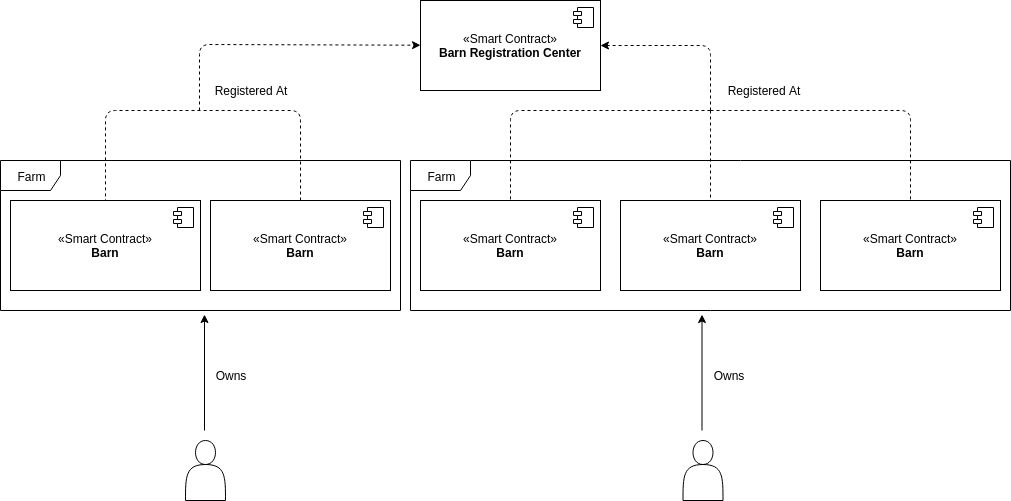 «Smart Contract»
Barn Registration Center
Registered At
Registered At
Farm
Farm
«Smart Contract»
Barn
«Smart Contract»
Barn
«Smart Contract»
Barn
«Smart Contract»
Barn
«Smart Contract»
Barn
Owns
Owns